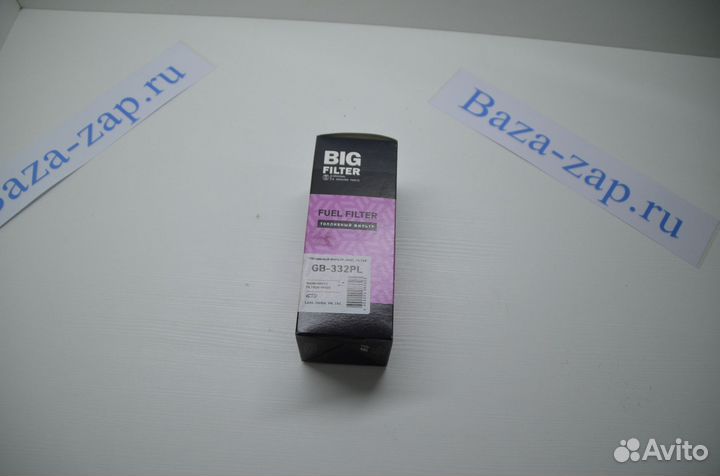 Baza-zap.ru
Baza-zap.ru
BIG
FILTER
FUEL FILTER
ТОПЛИВНЫЙ ФИЛЬТР
GB-332PL
Avito